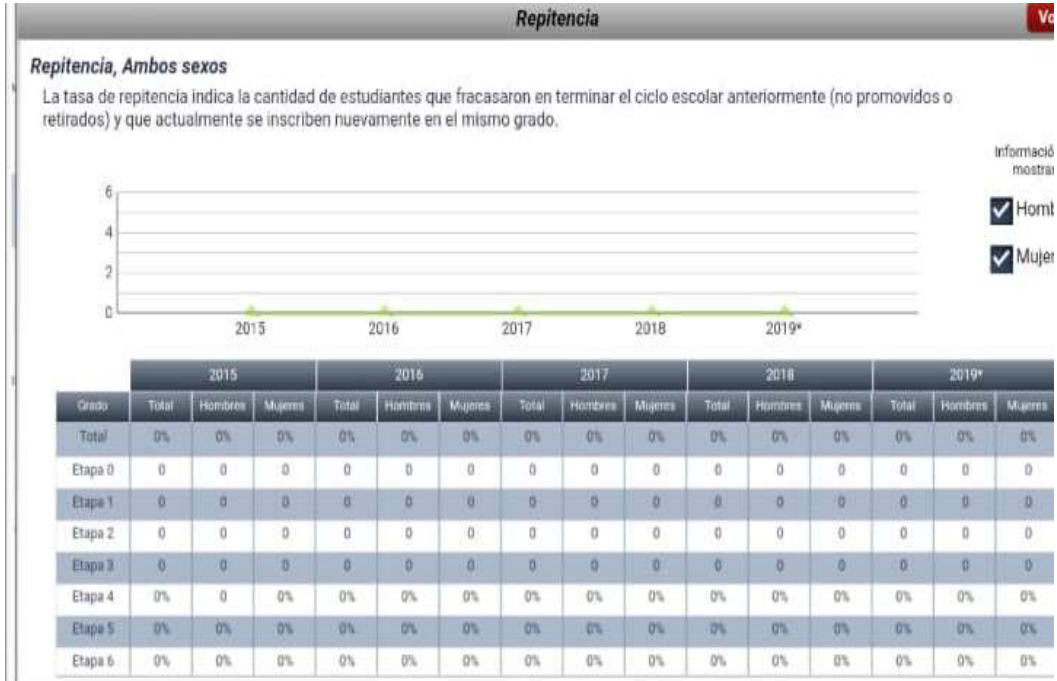 Repitencia
Repitencia, Ambos sexos
La tasa de repitencia indica la cantidad de estudiantes que fracasaron en terminar el ciclo escolar anteriormente (no promovidos o
retirados) y que actualmente se inscriben nuevamente en el mismo grado.
6
4
2
0
2015 2016 2017 2018 2019*
2015 2016 2017 2018 2019*
Grado Total Hombres Mujeres Total Hombres Mujeres Total Hombres Mujeres Total Hombres Mujeres Total Hombres Mujeres
Total 0% 0% 0% 0% 0% 0% 0% 0% 0% 0% 0% 0% 0% 0% 0%
Etapa 0 0 0 0 0 0 0 0 0 0 0 0 0 0 0 0
Etapa 1 0 0 0 0 0 0 0 0 0 0 0 0 0 0 0
Etapa 2 0 0 0 0 0 0 0 0 0 0 0 0 0 0 0
Etapa 3 0 0 0 0 0 0 0 0 0 0 0 0 0 0 0
Etapa 4 0% 0 0% 0% 0% 0% 0% 0% 0% 0% 0% 0% 0% 0% 0%
Etapa 5 0% 0% 0% 0% 0% 0% 0% 0% 0% 0% 0% 0% 0% 0% 0%
Etapa 6 0% 0% 0% 0% 0% 0% 0% 0% 0% 0% 0% 0% 0% 0% 0%